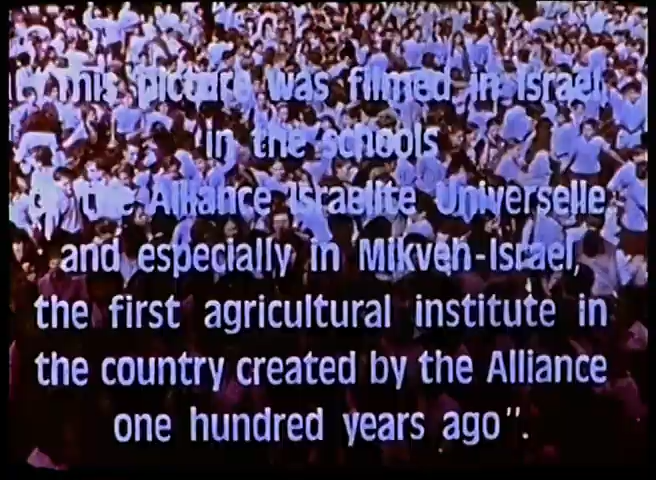 "This picture was filmed in Israel
in the schools
of the Alliance Israelite Universelle
and especially in Mikveh-Israel,
the first agricultural institute in
the country created by the Alliance
one hundred years ago".